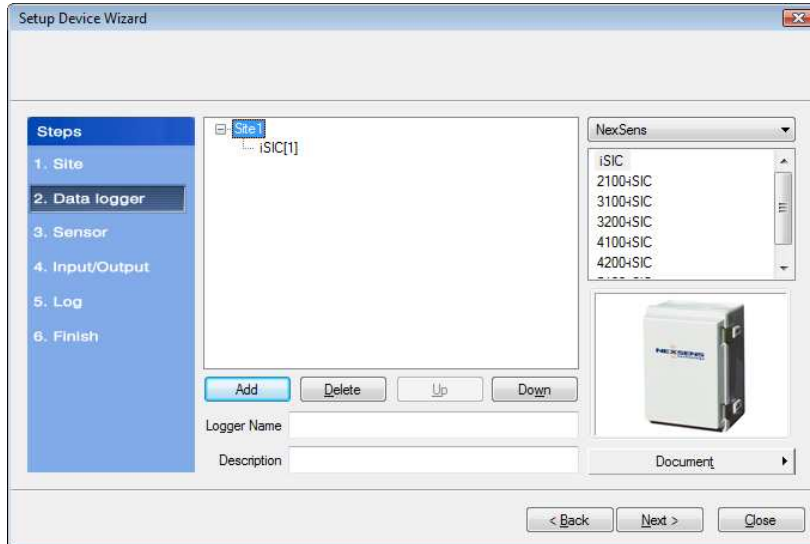 Setup Device Wizard
Steps
1. Site
2. Data logger
3. Sensor
4. Input/Output
5. Log
6. Finish
Site1
iSIC[1]
Add
Delete
Up
Down
Logger Name
Description
NexSens
iSIC
2100-iSIC
3100-iSIC
3200-iSIC
4100-iSIC
4200-iSIC
NEXSENS
Document
< Back
Next >
Close